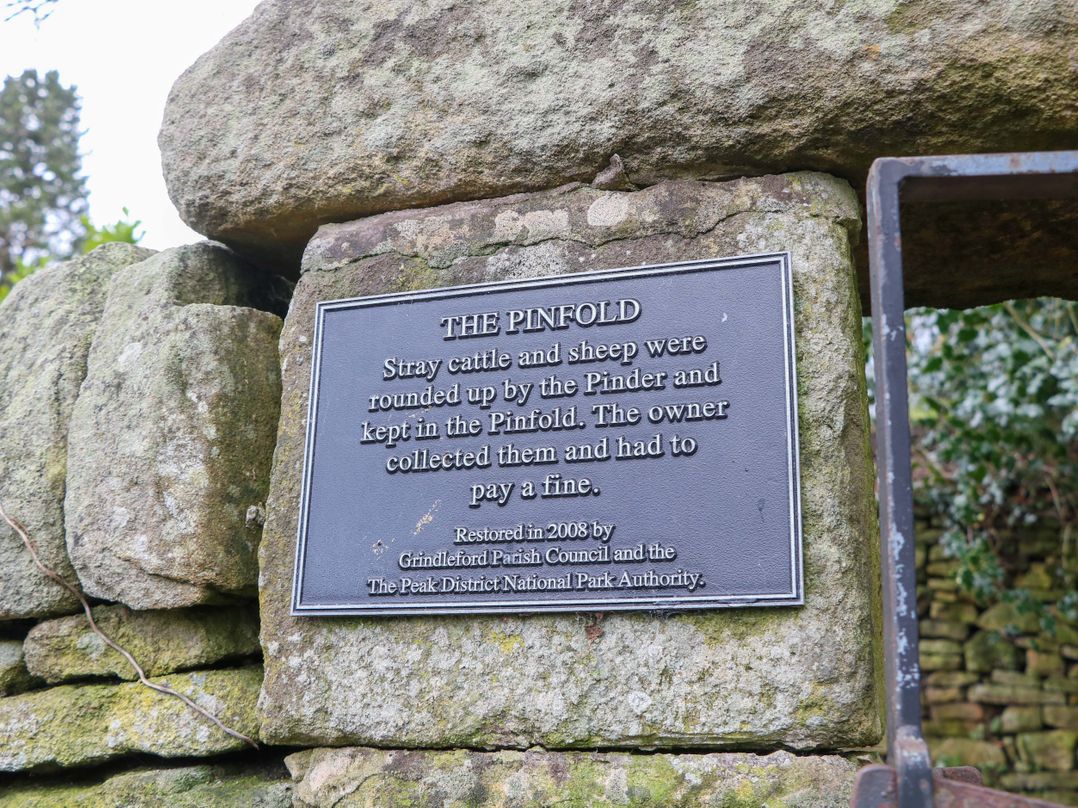 THE PINFOLD
Stray cattle and sheep were
rounded up by the Pinder and
kept in the Pinfold. The owner
collected them and had to
pay a fine.
Restored in 2008 by
Grindleford Parish Council and the
The Peak District National Park Authority.